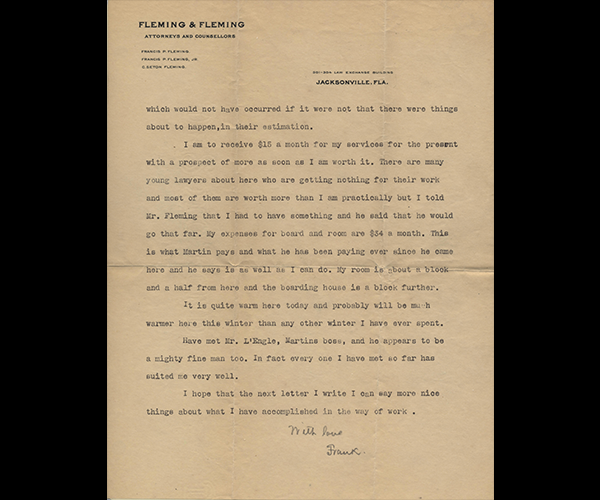 FLEMING & FLEMING
ATTORNEYS AND COUNSELLORS
FRANCIS P. FLEMING.
FRANCIS P. FLEMING, JR.
C. SETON FLEMING.
LAW EXCHANGE BUILDING
JACKSONVILLE, FLA.
which would not have occurred if it were not that there were things
about to happen,in their estimation.
I am to receive $15 a month for my services for the present
with a prospect of more as soon as I am worth it. There are many
young lawyers about here who are getting nothing for their work
and most of them are worth more than I am practically but I told
Mr. Fleming that I had to have something and he said that he would
go that far. My expenses for board and room are $34 a month. This
is what Martin pays and what he has been paying ever since he came
here and he says is as well as I can do. My room is about a block
and a half from here and the boarding house is a block further.
It is quite warm here today and probably will be much
warmer here this winter than any other winter I have ever spent.
Have met Mr. L'Engle, Martins boss, and he appears to be
a mighty fine man too. In fact every one I have met so far has
suited me very well.
I hope that the next letter I write I can say more nice
things about what I have accomplished in the way of work .
With love
Frank.